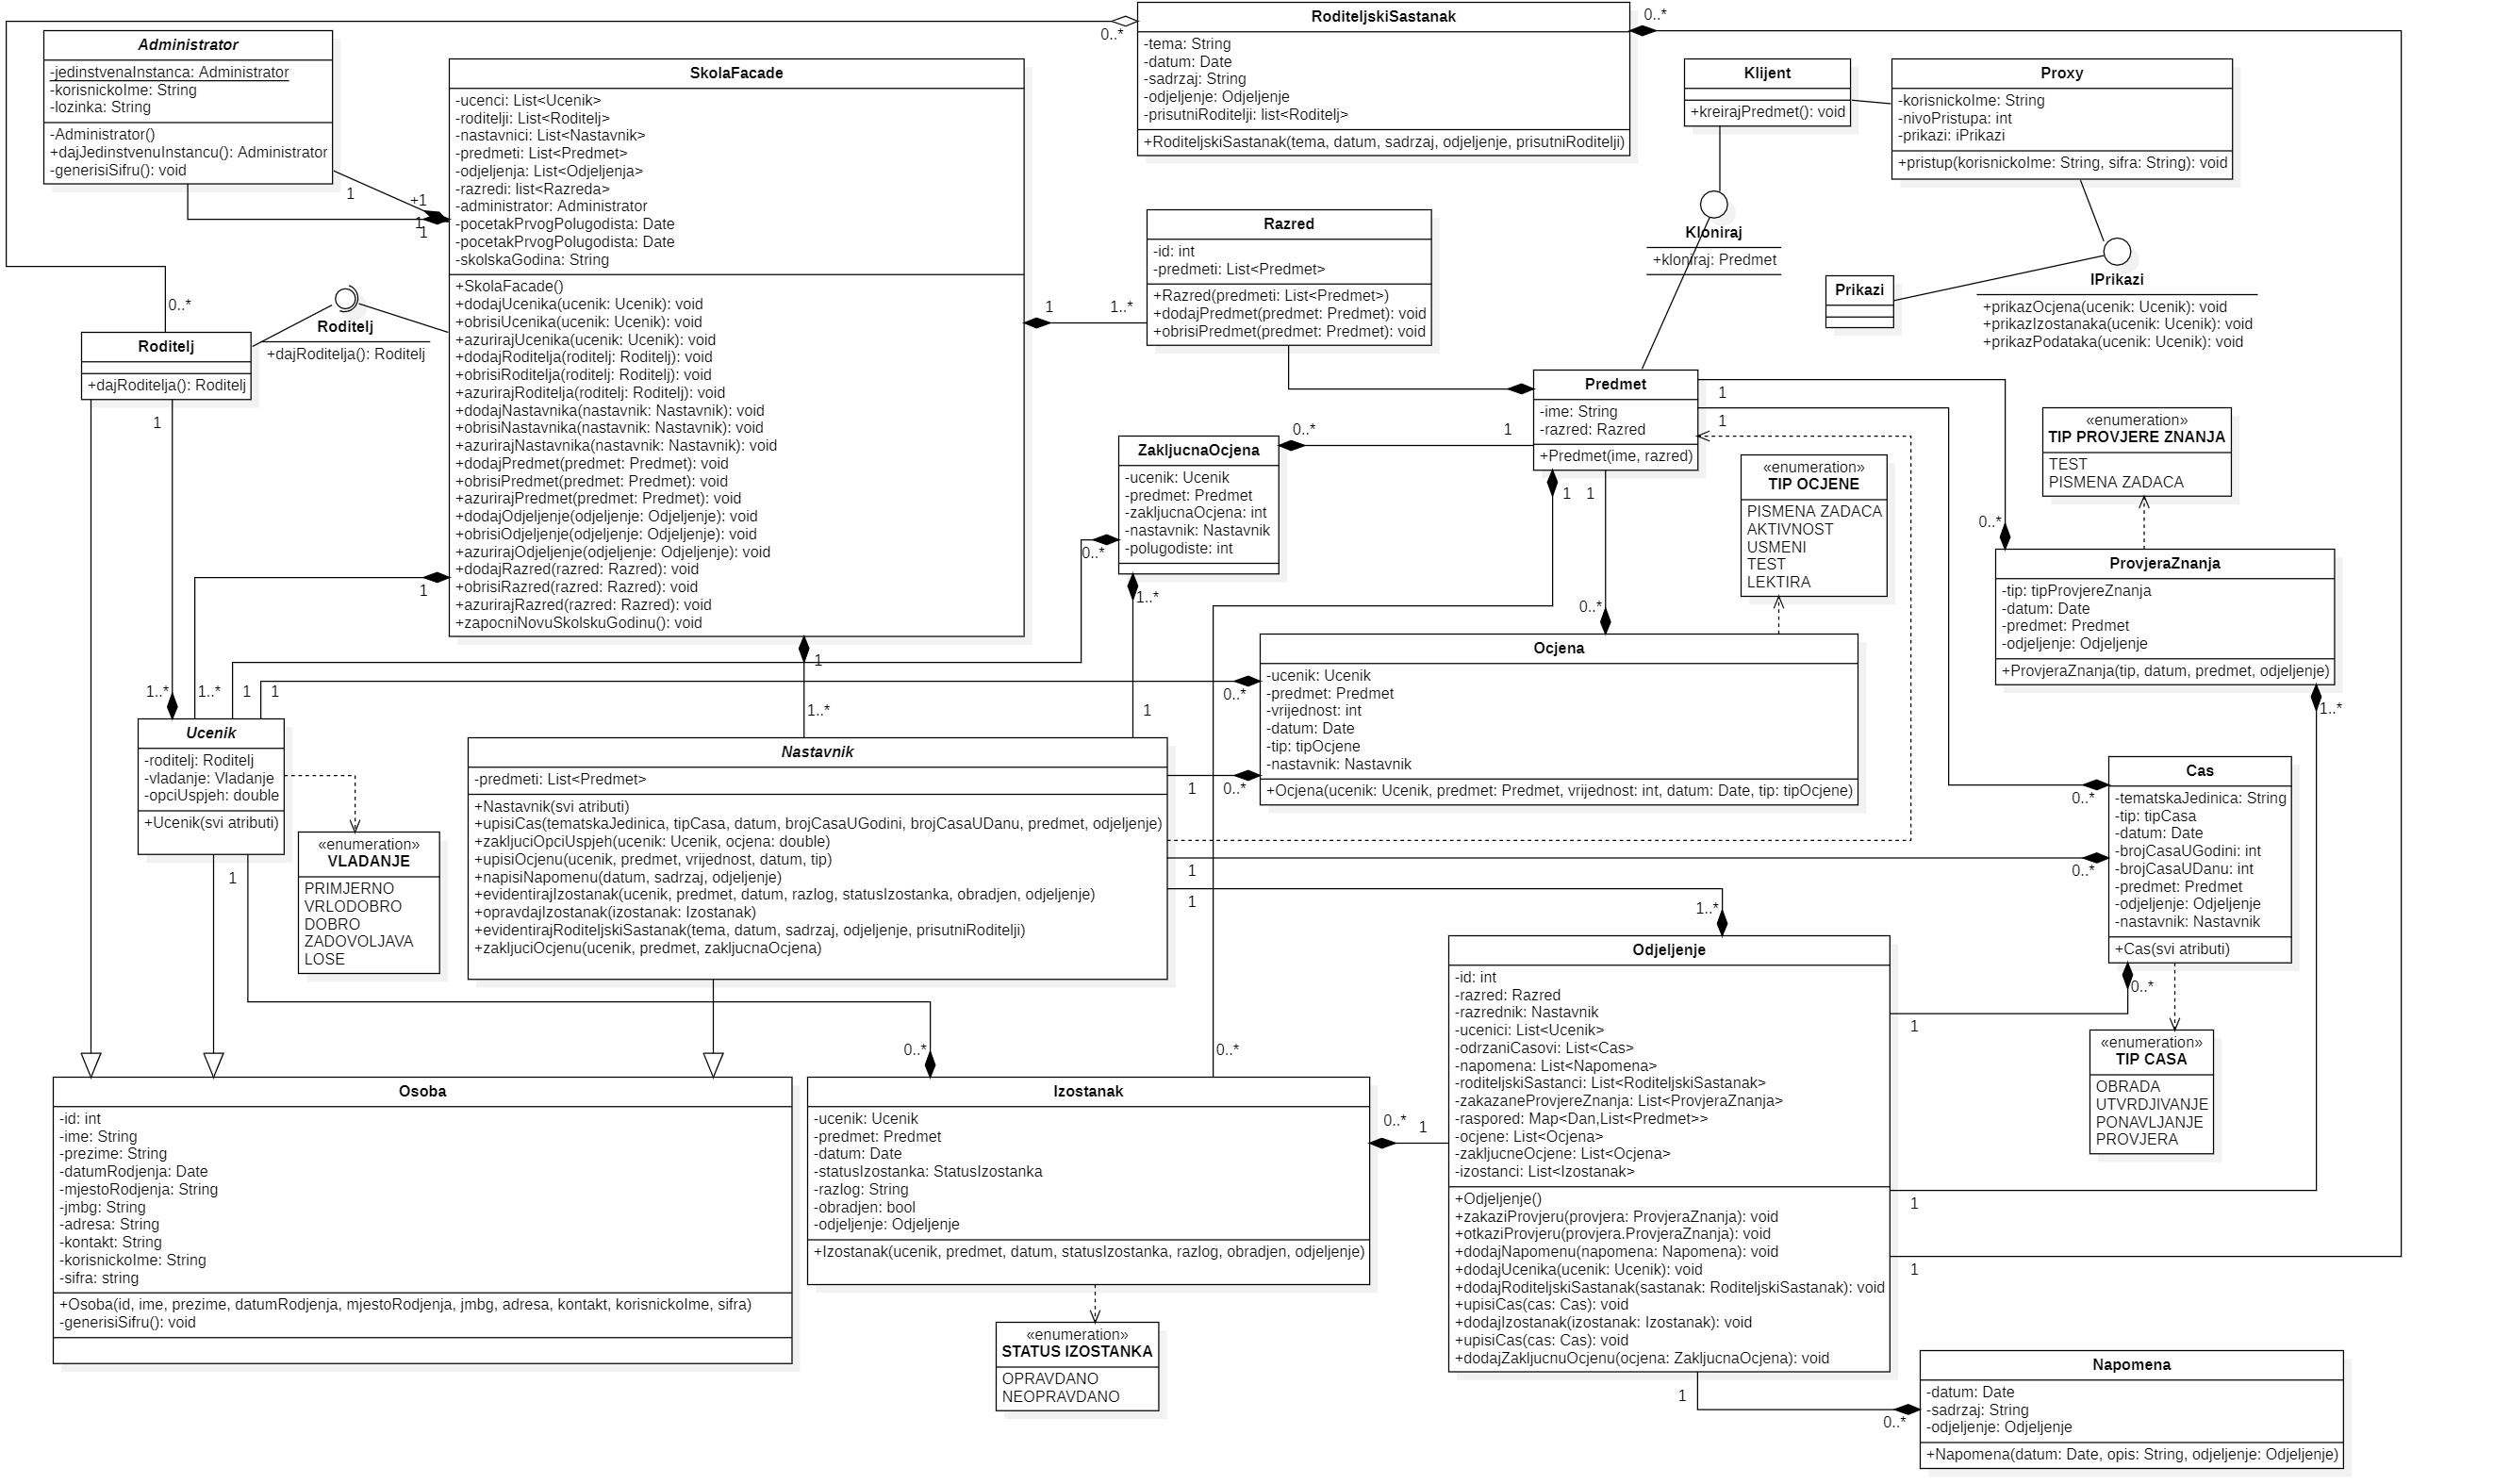 RoditeljskiSastanak
-tema: String
-datum: Date
-sadrzaj: String
-odjeljenje: Odjeljenje
-prisutniRoditelji: list<Roditelj>
+RoditeljskiSastanak(tema, datum, sadrzaj, odjeljenje, prisutniRoditelji)
0..*
0..*
Administrator
-jedinstvenaInstanca: Administrator
-korisnickoIme: String
-lozinka: String
-Administrator()
+dajJedinstvenuInstancu(): Administrator
-generisiSifru(): void
1
+1
1
1
SkolaFacade
-ucenci: List<Ucenik>
-roditelji: List<Roditelj>
-nastavnici: List<Nastavnik>
-predmeti: List<Predmet>
-odjeljenja: List<Odjeljenja>
-razredi: list<Razreda>
-administrator: Administrator
-pocetakPrvogPolugodista: Date
-pocetakPrvogPolugodista: Date
-skolskaGodina: String
+SkolaFacade()
+dodajUcenika(ucenik: Ucenik): void
+obrisiUcenika(ucenik: Ucenik): void
+azurirajUcenika(ucenik: Ucenik): void
+dodajRoditelja(roditelj: Roditelj): void
+obrisiRoditelja(roditelj: Roditelj): void
+azurirajRoditelja(roditelj: Roditelj): void
+dodajNastavnika(nastavnik: Nastavnik): void
+obrisiNastavnika(nastavnik: Nastavnik): void
+azurirajNastavnika(nastavnik: Nastavnik): void
+dodajPredmet(predmet: Predmet): void
+obrisiPredmet(predmet: Predmet): void
+azurirajPredmet(predmet: Predmet): void
+dodajOdjeljenje(odjeljenje: Odjeljenje): void
+obrisiOdjeljenje(odjeljenje: Odjeljenje): void
+azurirajOdjeljenje(odjeljenje: Odjeljenje): void
+dodajRazred(razred: Razred): void
+obrisiRazred(razred: Razred): void
+azurirajRazred(razred: Razred): void
+zapocniNovuSkolskuGodinu(): void
Klijent
+kreirajPredmet(): void
Proxy
-korisnickoIme: String
-nivoPristupa: int
-prikazi: iPrikazi
+pristup(korisnickoIme: String, sifra: String): void
Kloniraj
+kloniraj: Predmet
Prikazi
IPrikazi
+prikazOcjena(ucenik: Ucenik): void
+prikazIzostanaka(ucenik: Ucenik): void
+prikazPodataka(ucenik: Ucenik): void
Razred
-id: int
-predmeti: List<Predmet>
+Razred(predmeti: List<Predmet>)
+dodajPredmet(predmet: Predmet): void
+obrisiPredmet(predmet: Predmet): void
1
1..*
0..*
Roditelj
+dajRoditelja(): Roditelj
Roditelj
+dajRoditelja(): Roditelj
1
Predmet
-ime: String
-razred: Razred
+Predmet(ime, razred)
1
1
1
1
1
0..*
ZakljucnaOcjena
-ucenik: Ucenik
-predmet: Predmet
-zakljucnaOcjena: int
-nastavnik: Nastavnik
-polugodiste: int
0..*
1..*
«enumeration»
TIP OCJENE
PISMENA ZADACA
AKTIVNOST
USMENI
TEST
LEKTIRA
«enumeration»
TIP PROVJERE ZNANJA
TEST
PISMENA ZADACA
0..*
ProvjeraZnanja
-tip: tipProvjereZnanja
-datum: Date
-predmet: Predmet
-odjeljenje: Odjeljenje
+ProvjeraZnanja(tip, datum, predmet, odjeljenje)
1..*
0..*
Ocjena
-ucenik: Ucenik
-predmet: Predmet
-vrijednost: int
-datum: Date
-tip: tipOcjene
-nastavnik: Nastavnik
+Ocjena(ucenik: Ucenik, predmet: Predmet, vrijednost: int, datum: Date, tip: tipOcjene)
0..*
0..*
1
1
1..*
1
1..*
1..*
1
1
Ucenik
-roditelj: Roditelj
-vladanje: Vladanje
-opciUspjeh: double
+Ucenik(svi atributi)
1
«enumeration»
VLADANJE
PRIMJERNO
VRLODOBRO
DOBRO
ZADOVOLJAVA
LOSE
Nastavnik
-predmeti: List<Predmet>
+Nastavnik(svi atributi)
+upisiCas(tematskaJedinica, tipCasa, datum, brojCasaUGodini, brojCasaUDanu, predmet, odjeljenje)
+zakljuciOpciUspjeh(ucenik: Ucenik, ocjena: double)
+upisiOcjenu(ucenik, predmet, vrijednost, datum, tip)
+napisiNapomenu(datum, sadrzaj, odjeljenje)
+evidentirajIzostanak(ucenik, predmet, datum, razlog, statusIzostanka, obradjen, odjeljenje)
+opravdajIzostanak(izostanak: Izostanak)
+evidentirajRoditeljskiSastanak(tema, datum, sadrzaj, odjeljenje, prisutniRoditelji)
+zakljuciOcjenu(ucenik, predmet, zakljucnaOcjena)
1
1
1
1
Cas
-tematskaJedinica: String
-tip: tipCasa
-datum: Date
-brojCasaUGodini: int
-brojCasaUDanu: int
-predmet: Predmet
-odjeljenje: Odjeljenje
-nastavnik: Nastavnik
+Cas(svi atributi)
0..*
0..*
0..*
«enumeration»
TIP CASA
OBRADA
UTVRDJIVANJE
PONAVLJANJE
PROVJERA
1..*
Odjeljenje
-id: int
-razred: Razred
-razrednik: Nastavnik
-ucenici: List<Ucenik>
-odrzaniCasovi: List<Cas>
-napomena: List<Napomena>
-roditeljskiSastanci: List<RoditeljskiSastanak>
-zakazaneProvjereZnanja: List<ProvjeraZnanja>
-raspored: Map<Dan,List<Predmet>>
-ocjene: List<Ocjena>
-zakljucneOcjene: List<Ocjena>
-izostanci: List<Izostanak>
+Odjeljenje()
+zakaziProvjeru(provjera: ProvjeraZnanja): void
+otkaziProvjeru(provjera.ProvjeraZnanja): void
+dodajNapomenu(napomena: Napomena): void
+dodajUcenika(ucenik: Ucenik): void
+dodajRoditeljskiSastanak(sastanak: RoditeljskiSastanak): void
+upisiCas(cas: Cas): void
+dodajIzostanak(izostanak: Izostanak): void
+upisiCas(cas: Cas): void
+dodajZakljucnuOcjenu(ocjena: ZakljucnaOcjena): void
1
1
1
1
Osoba
-id: int
-ime: String
-prezime: String
-datumRodjenja: Date
-mjestoRodjenja: String
-jmbg: String
-adresa: String
-kontakt: String
-korisnickoIme: String
-sifra: string
+Osoba(id, ime, prezime, datumRodjenja, mjestoRodjenja, jmbg, adresa, kontakt, korisnickoIme, sifra)
-generisiSifru(): void
0..*
0..*
Izostanak
-ucenik: Ucenik
-predmet: Predmet
-datum: Date
-statusIzostanka: StatusIzostanka
-razlog: String
-obradjen: bool
-odjeljenje: Odjeljenje
+Izostanak(ucenik, predmet, datum, statusIzostanka, razlog, obradjen, odjeljenje)
0..*
1
«enumeration»
STATUS IZOSTANKA
OPRAVDANO
NEOPRAVDANO
0..*
Napomena
-datum: Date
-sadrzaj: String
-odjeljenje: Odjeljenje
+Napomena(datum: Date, opis: String, odjeljenje: Odjeljenje)